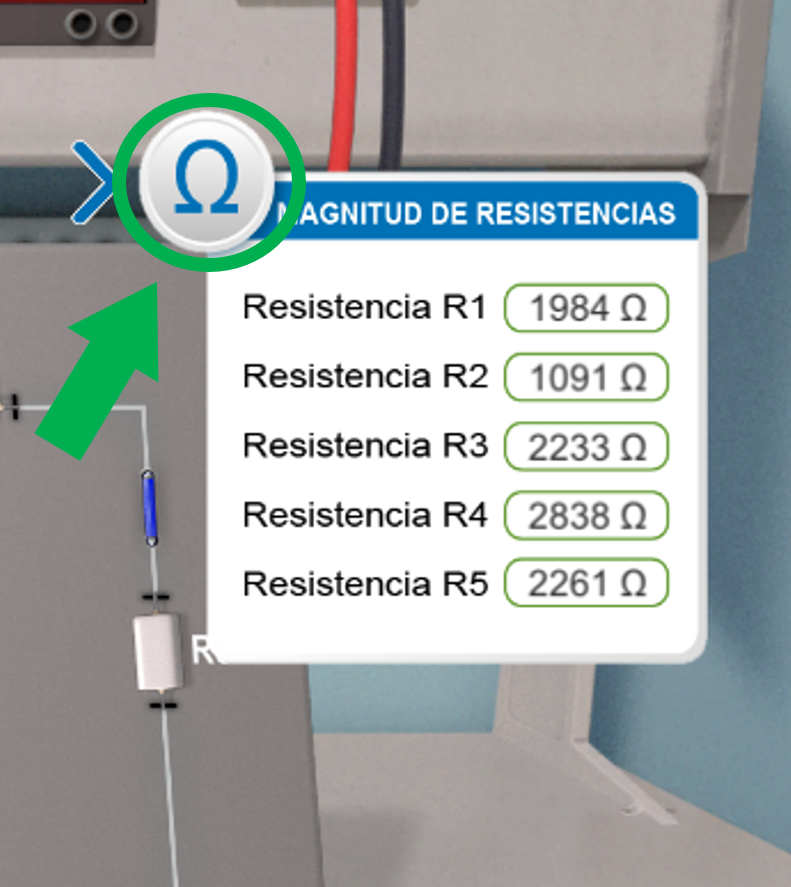 Ω
MAGNITUD DE RESISTENCIAS
Resistencia R1 1984 Ω
Resistencia R2 1091 Ω
Resistencia R3 2233 Ω
Resistencia R4 2838 Ω
Resistencia R5 2261 Ω